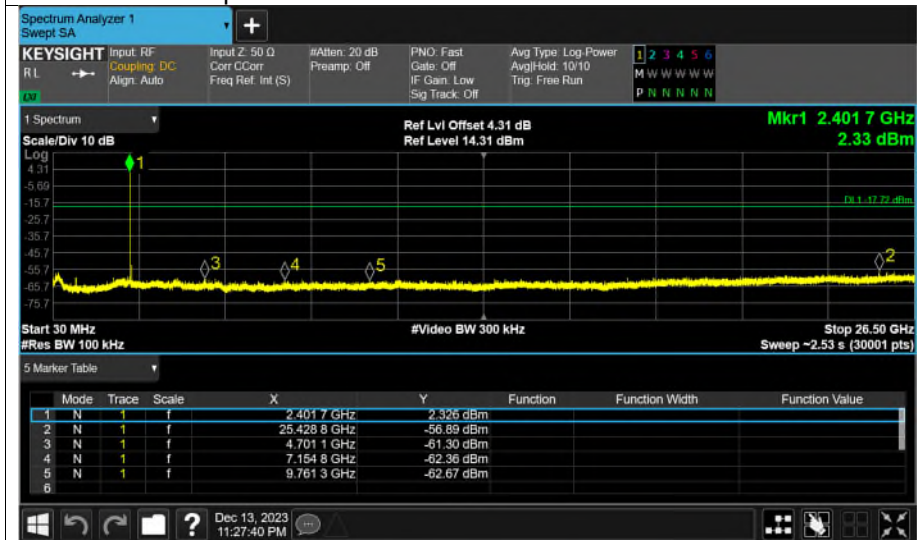 Spectrum Analyzer 1
Swept SA
+
KEYSIGHT Input: RF Input Z: 50 Ω #Atten: 20 dB PNO: Fast Avg Type: Log-Power 1 2 3 4 5 6
RL Coupling: DC Corr CCorr Preamp: Off Gate: Off Avg|Hold: 10/10 M W W W W W
Align: Auto Freq Ref: Int (S) IF Gain: Low Trig: Free Run
Sig Track: Off P N N N N N
1 Spectrum
Ref Lvl Offset 4.31 dB Mkr1 2.401 7 GHz
Scale/Div 10 dB Ref Level 14.31 dBm 2.33 dBm
Log
1
4.31
-5.69
-15.7 DL1 -17.72 dBm
-25.7
-35.7
-45.7
3 4 5 2
-55.7
-65.7
-75.7
Start 30 MHz #Video BW 300 kHz Stop 26.50 GHz
#Res BW 100 kHz Sweep ~2.53 s (30001 pts)
5 Marker Table
Mode Trace Scale X Y Function Function Width Function Value
1 N 1 f 2.401 7 GHz 2.326 dBm
2 N 1 f 25.428 8 GHz -56.89 dBm
3 N 1 f 4.701 1 GHz -61.30 dBm
4 N 1 f 7.154 8 GHz -62.36 dBm
5 N 1 f 9.761 3 GHz -62.67 dBm
6
? Dec 13, 2023
11:27:40 PM